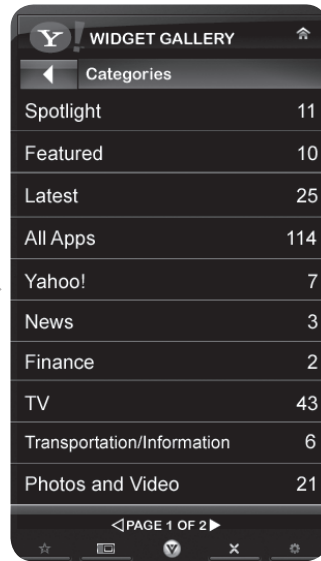 Y! WIDGET GALLERY
Categories
Spotlight 11
Featured 10
Latest 25
All Apps 114
Yahoo! 7
News 3
Finance 2
TV 43
Transportation/Information 6
Photos and Video 21
PAGE 1 OF 2